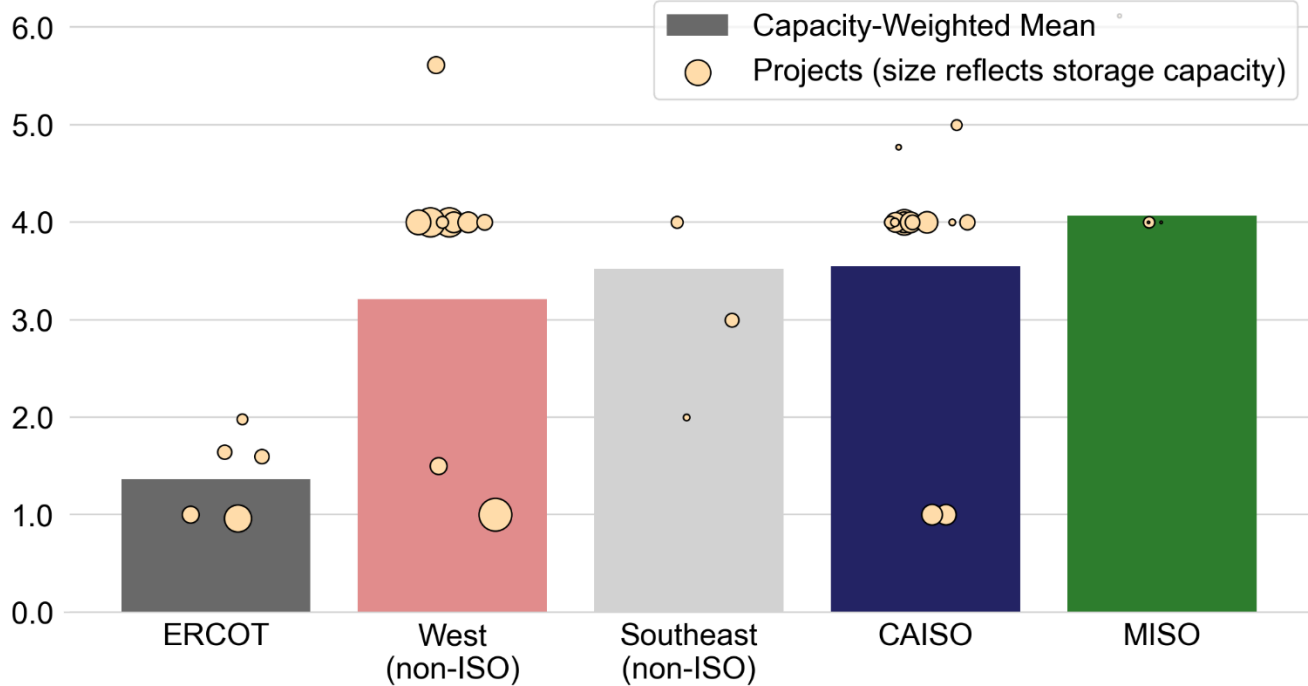 Capacity-Weighted Mean
Projects (size reflects storage capacity)
6.0
5.0
4.0
3.0
2.0
1.0
0.0
ERCOT
West
(non-ISO)
Southeast
(non-ISO)
CAISO
MISO